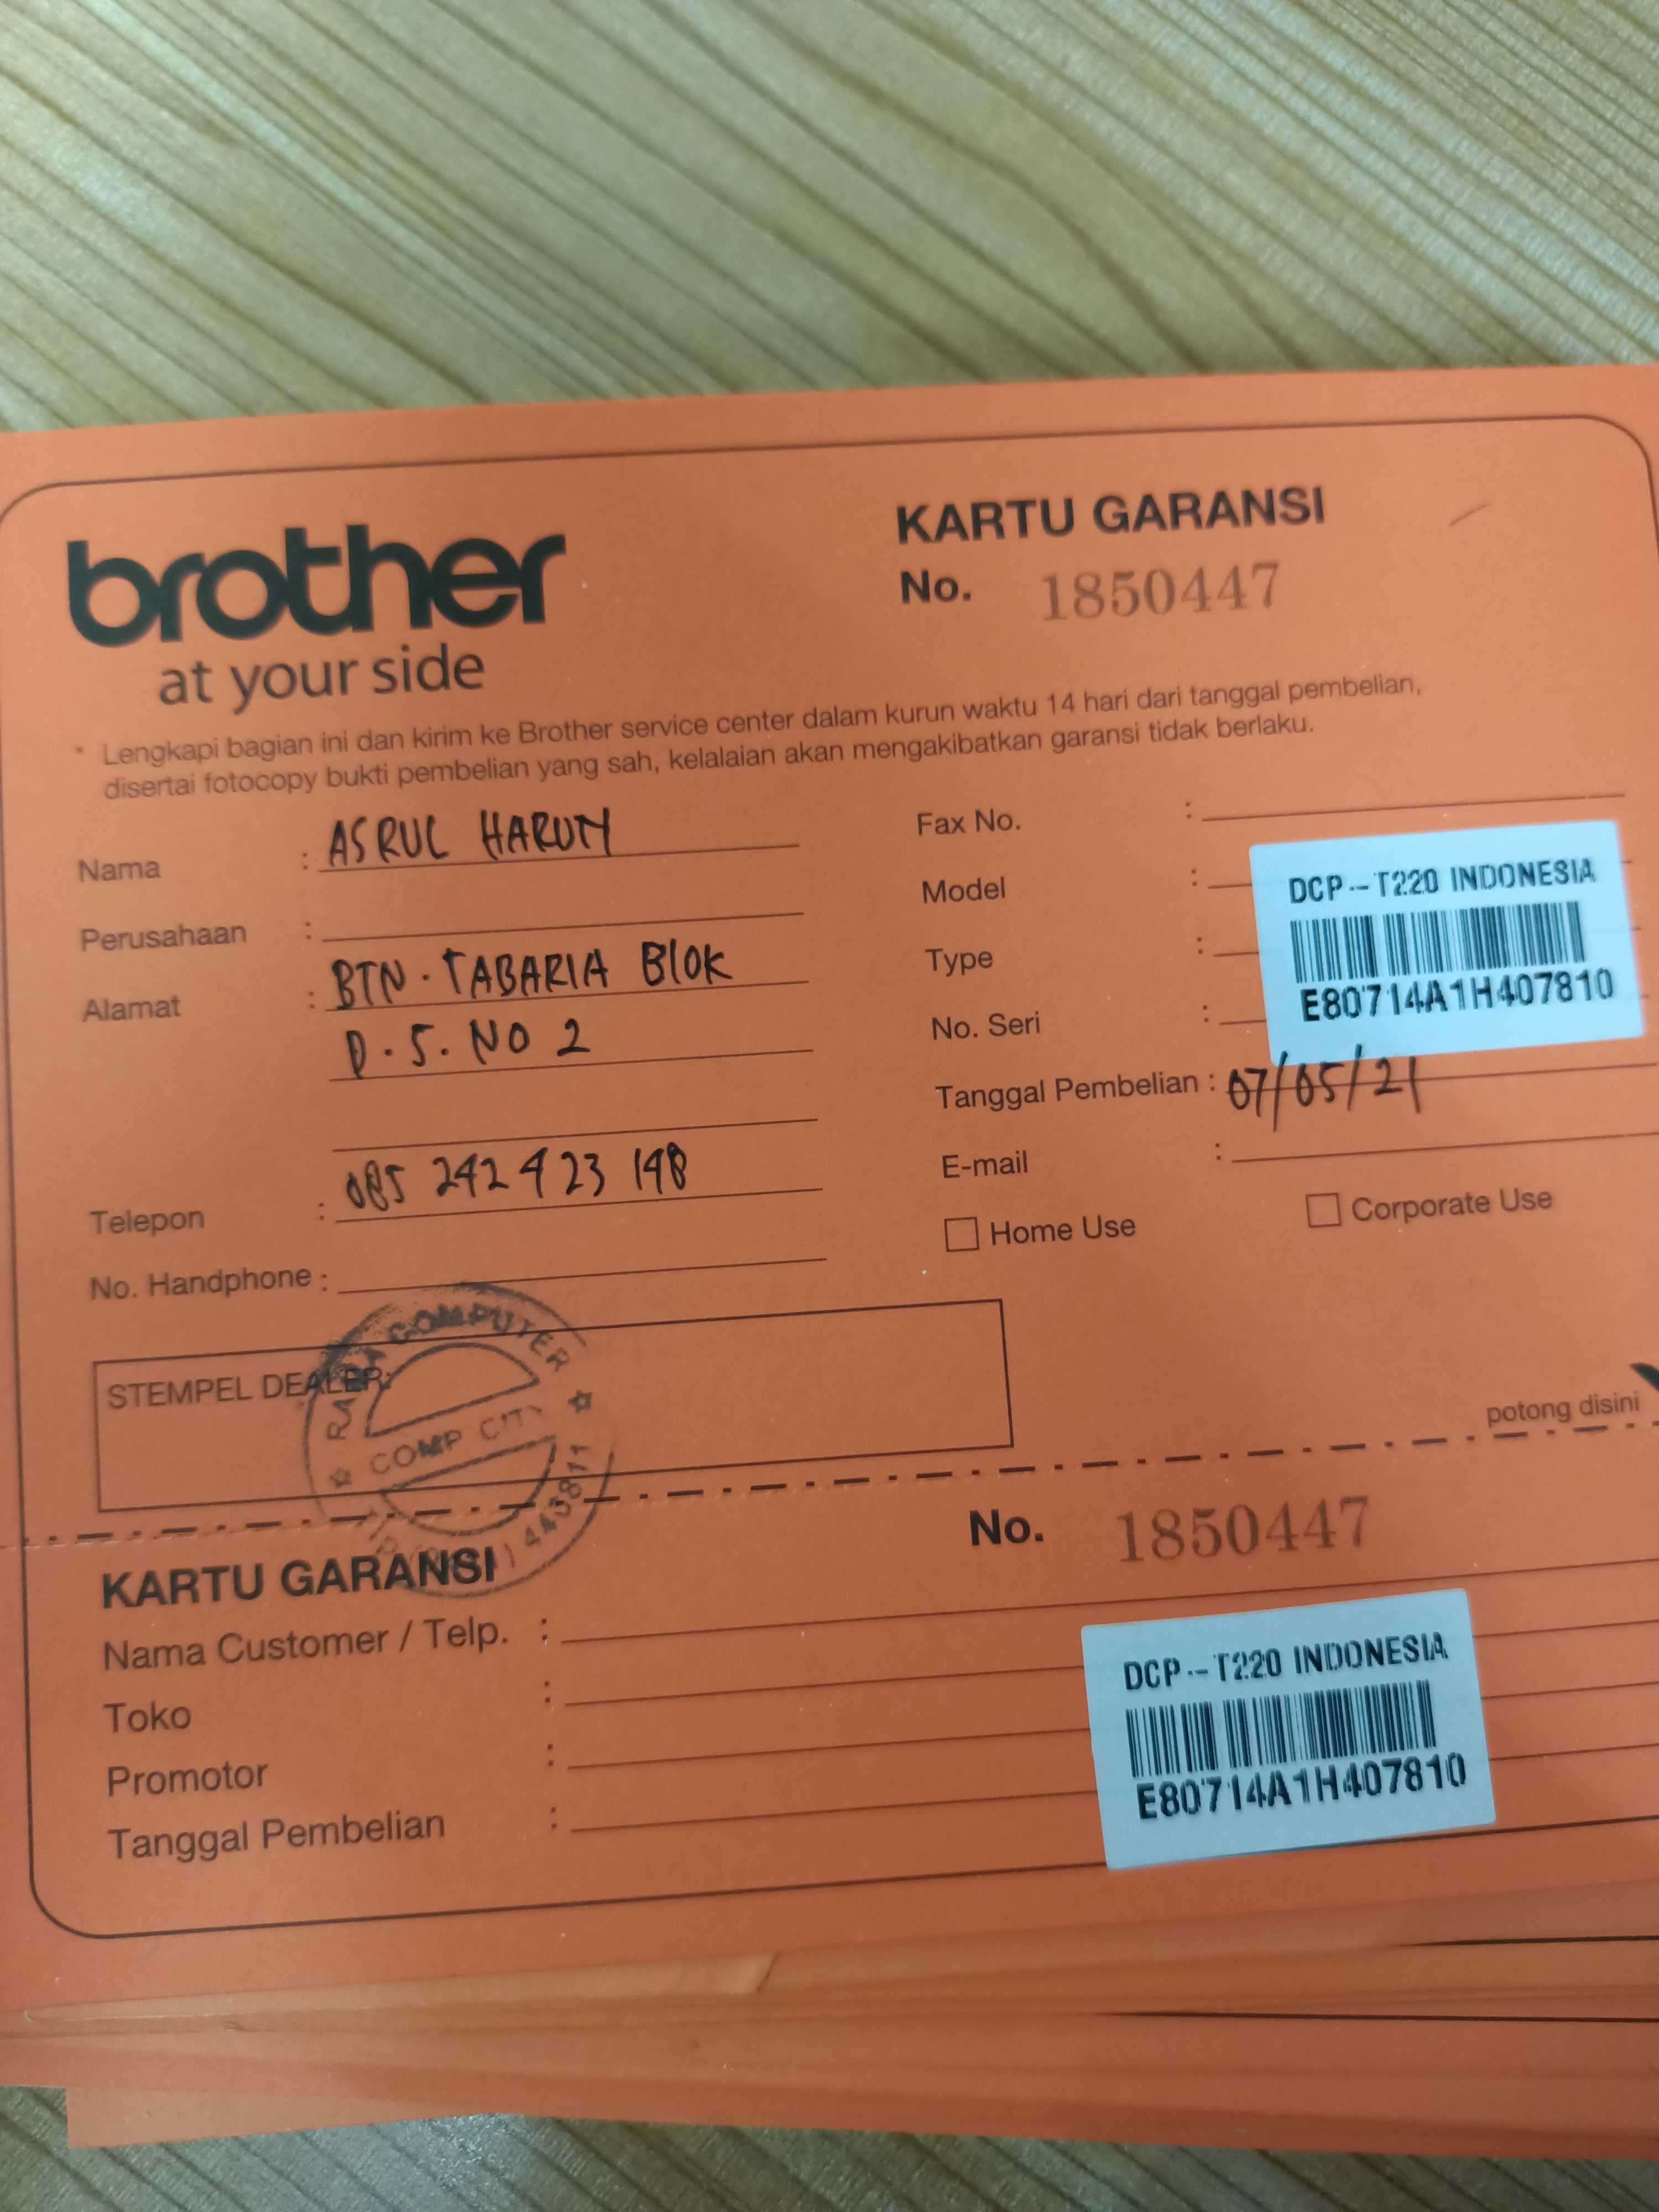 brother
at your side
KARTU GARANSI
No. 1850447
* Lengkapi bagian ini dan kirim ke Brother service center dalam kurun waktu 14 hari dari tanggal pembelian,
disertai fotocopy bukti pembelian yang sah, kelalaian akan mengakibatkan garansi tidak berlaku.
Nama : ASRUL HARUN
Perusahaan :
Alamat : BTN. TABARIA BLOK
D. 5. NO 2
Telepon : 085 242 423 148
No. Handphone :
Fax No. :
Model :
Type :
No. Seri :
DCP-T220 INDONESIA
E80714A1H407810
Tanggal Pembelian : 07/05/21
E-mail :
Home Use
Corporate Use
STEMPEL DEALER:
COMPUTER
COMP CITY
443811
potong disini
KARTU GARANSI
No. 1850447
Nama Customer / Telp. :
Toko :
Promotor :
Tanggal Pembelian :
DCP-T220 INDONESIA
E80714A1H407810